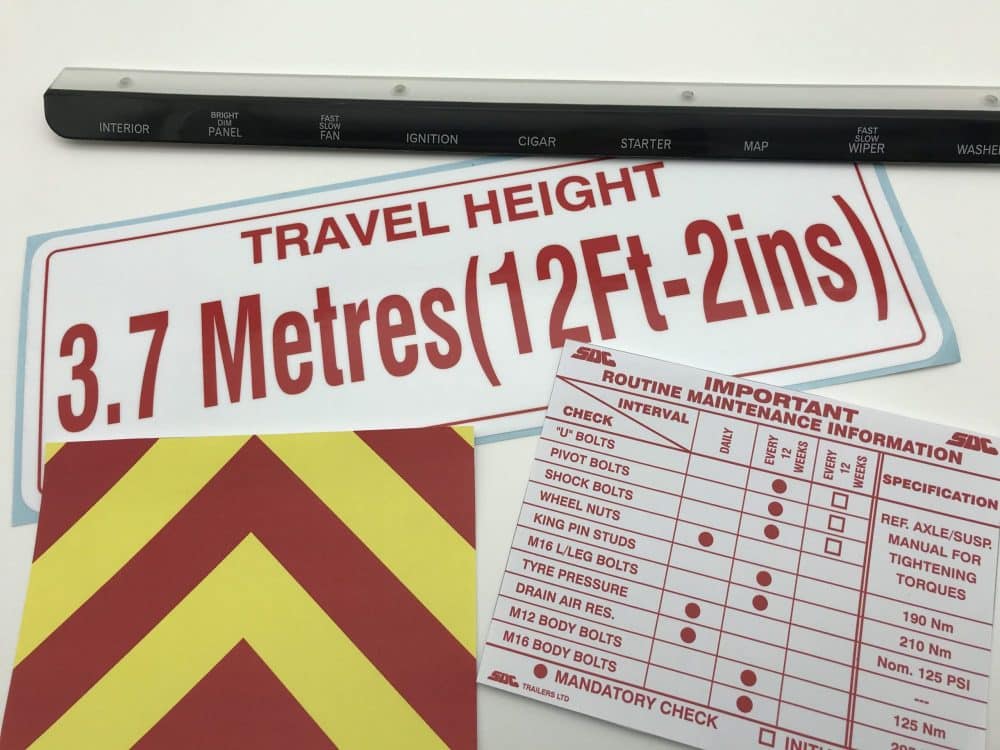 INTERIOR
BRIGHT
DIM
PANEL
FAST
SLOW
FAN
IGNITION
CIGAR
STARTER
MAP
FAST
SLOW
WIPER
WASHE
TRAVEL HEIGHT
3.7 Metres(12Ft-2ins)
SDC
IMPORTANT
ROUTINE MAINTENANCE INFORMATION
SDC
INTERVAL
CHECK
DAILY
EVERY
12
WEEKS
EVERY
12
WEEKS
SPECIFICATION
"U" BOLTS
PIVOT BOLTS
SHOCK BOLTS
WHEEL NUTS
KING PIN STUDS
M16 L/LEG BOLTS
TYRE PRESSURE
DRAIN AIR RES.
M12 BODY BOLTS
M16 BODY BOLTS
REF. AXLE/SUSP.
MANUAL FOR
TIGHTENING
TORQUES
190 Nm
210 Nm
Nom. 125 PSI
---
125 Nm
SDC TRAILERS LTD
MANDATORY CHECK
INITI